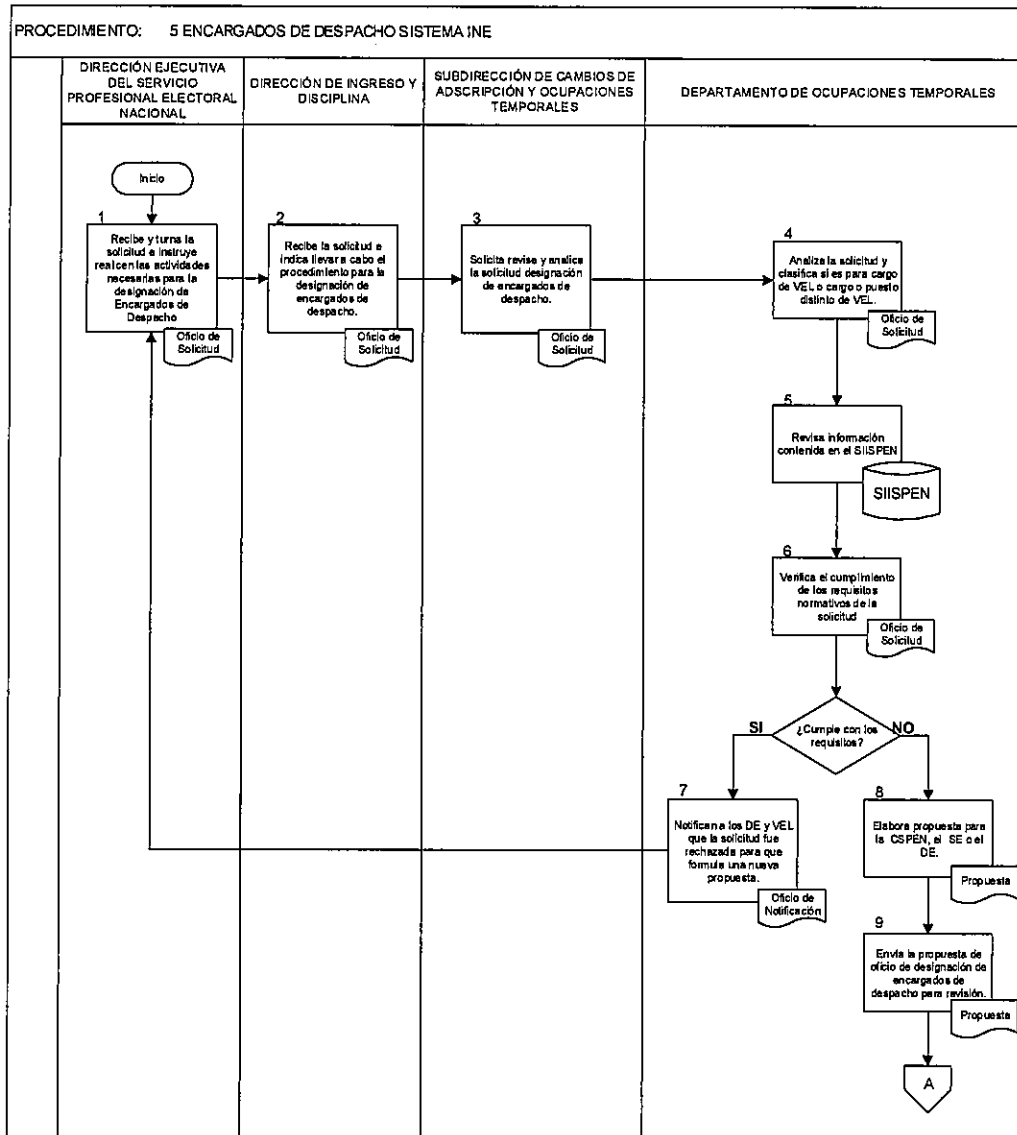 PROCEDIMIENTO: 5 ENCARGADOS DE DESPACHO SISTEMA INE
DIRECCIÓN EJECUTIVA
DEL SERVICIO
PROFESIONAL ELECTORAL
NACIONAL
DIRECCIÓN DE INGRESO Y
DISCIPLINA
SUBDIRECCIÓN DE CAMBIOS DE
ADSCRIPCIÓN Y OCUPACIONES
TEMPORALES
DEPARTAMENTO DE OCUPACIONES TEMPORALES
Inicio
1
Recibe y turna la
solicitud e instruye
realicen las actividades
necesarias para la
designación de
Encargados de
Despacho
Oficio de
Solicitud
2
Recibe la solicitud e
indica llevar a cabo el
procedimiento para la
designación de
encargados de
despacho.
Oficio de
Solicitud
3
Solicita revise y analice
la solicitud designación
de encargados de
despacho.
Oficio de
Solicitud
4
Analiza la solicitud y
clasifica si es para cargo
de VEL o cargo o puesto
distinto de VEL.
Oficio de
Solicitud
5
Revisa información
contenida en el SIISPEN
SIISPEN
6
Verifica el cumplimiento
de los requisitos
normativos de la
solicitud
Oficio de
Solicitud
¿Cumple con los
requisitos?
SI
NO
7
Notifican a los DE y VEL
que la solicitud fue
rechazada para que
formule una nueva
propuesta.
Oficio de
Notificación
8
Elabora propuesta para
la CSPEN, el SE o el
DE.
Propuesta
9
Envía la propuesta de
oficio de designación de
encargados de
despacho para revisión.
Propuesta
A